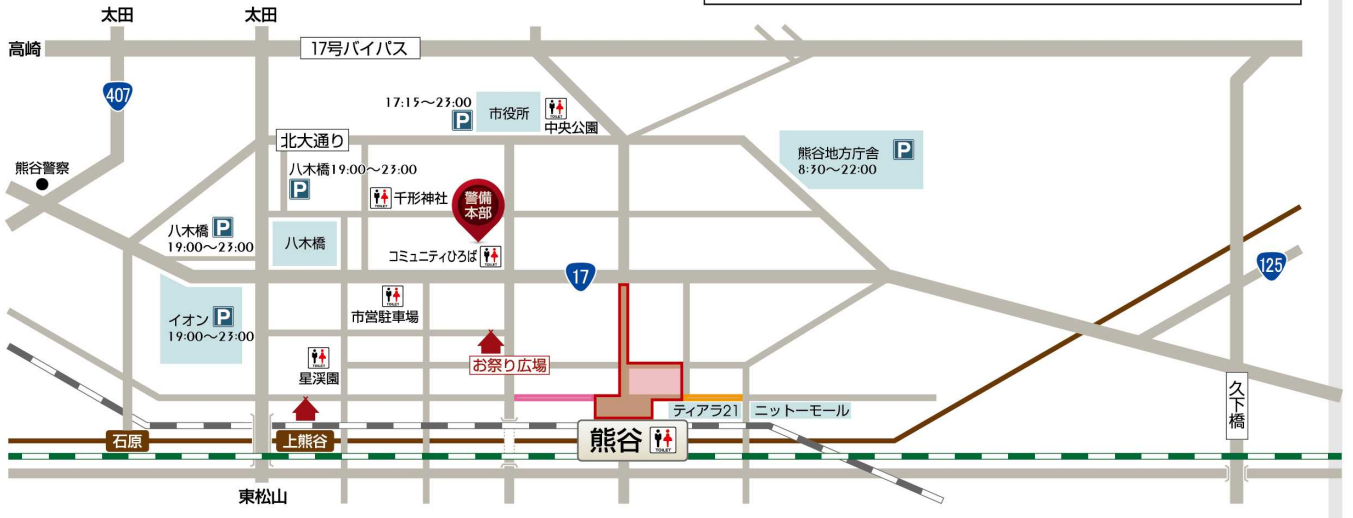 太田
太田
高崎
17号バイパス
407
17:15～23:00
P
市役所
TOILET
中央公園
北大通り
熊谷地方庁舎 P
8:30～22:00
熊谷警察
八木橋19:00～23:00
P
TOILET
千形神社
警備
本部
八木橋 P
19:00～23:00
八木橋
コミュニティひろば
TOILET
17
125
イオン P
19:00～23:00
TOILET
市営駐車場
TOILET
星渓園
お祭り広場
ティアラ21
ニットーモール
久下橋
石原
上熊谷
熊谷
TOILET
東松山